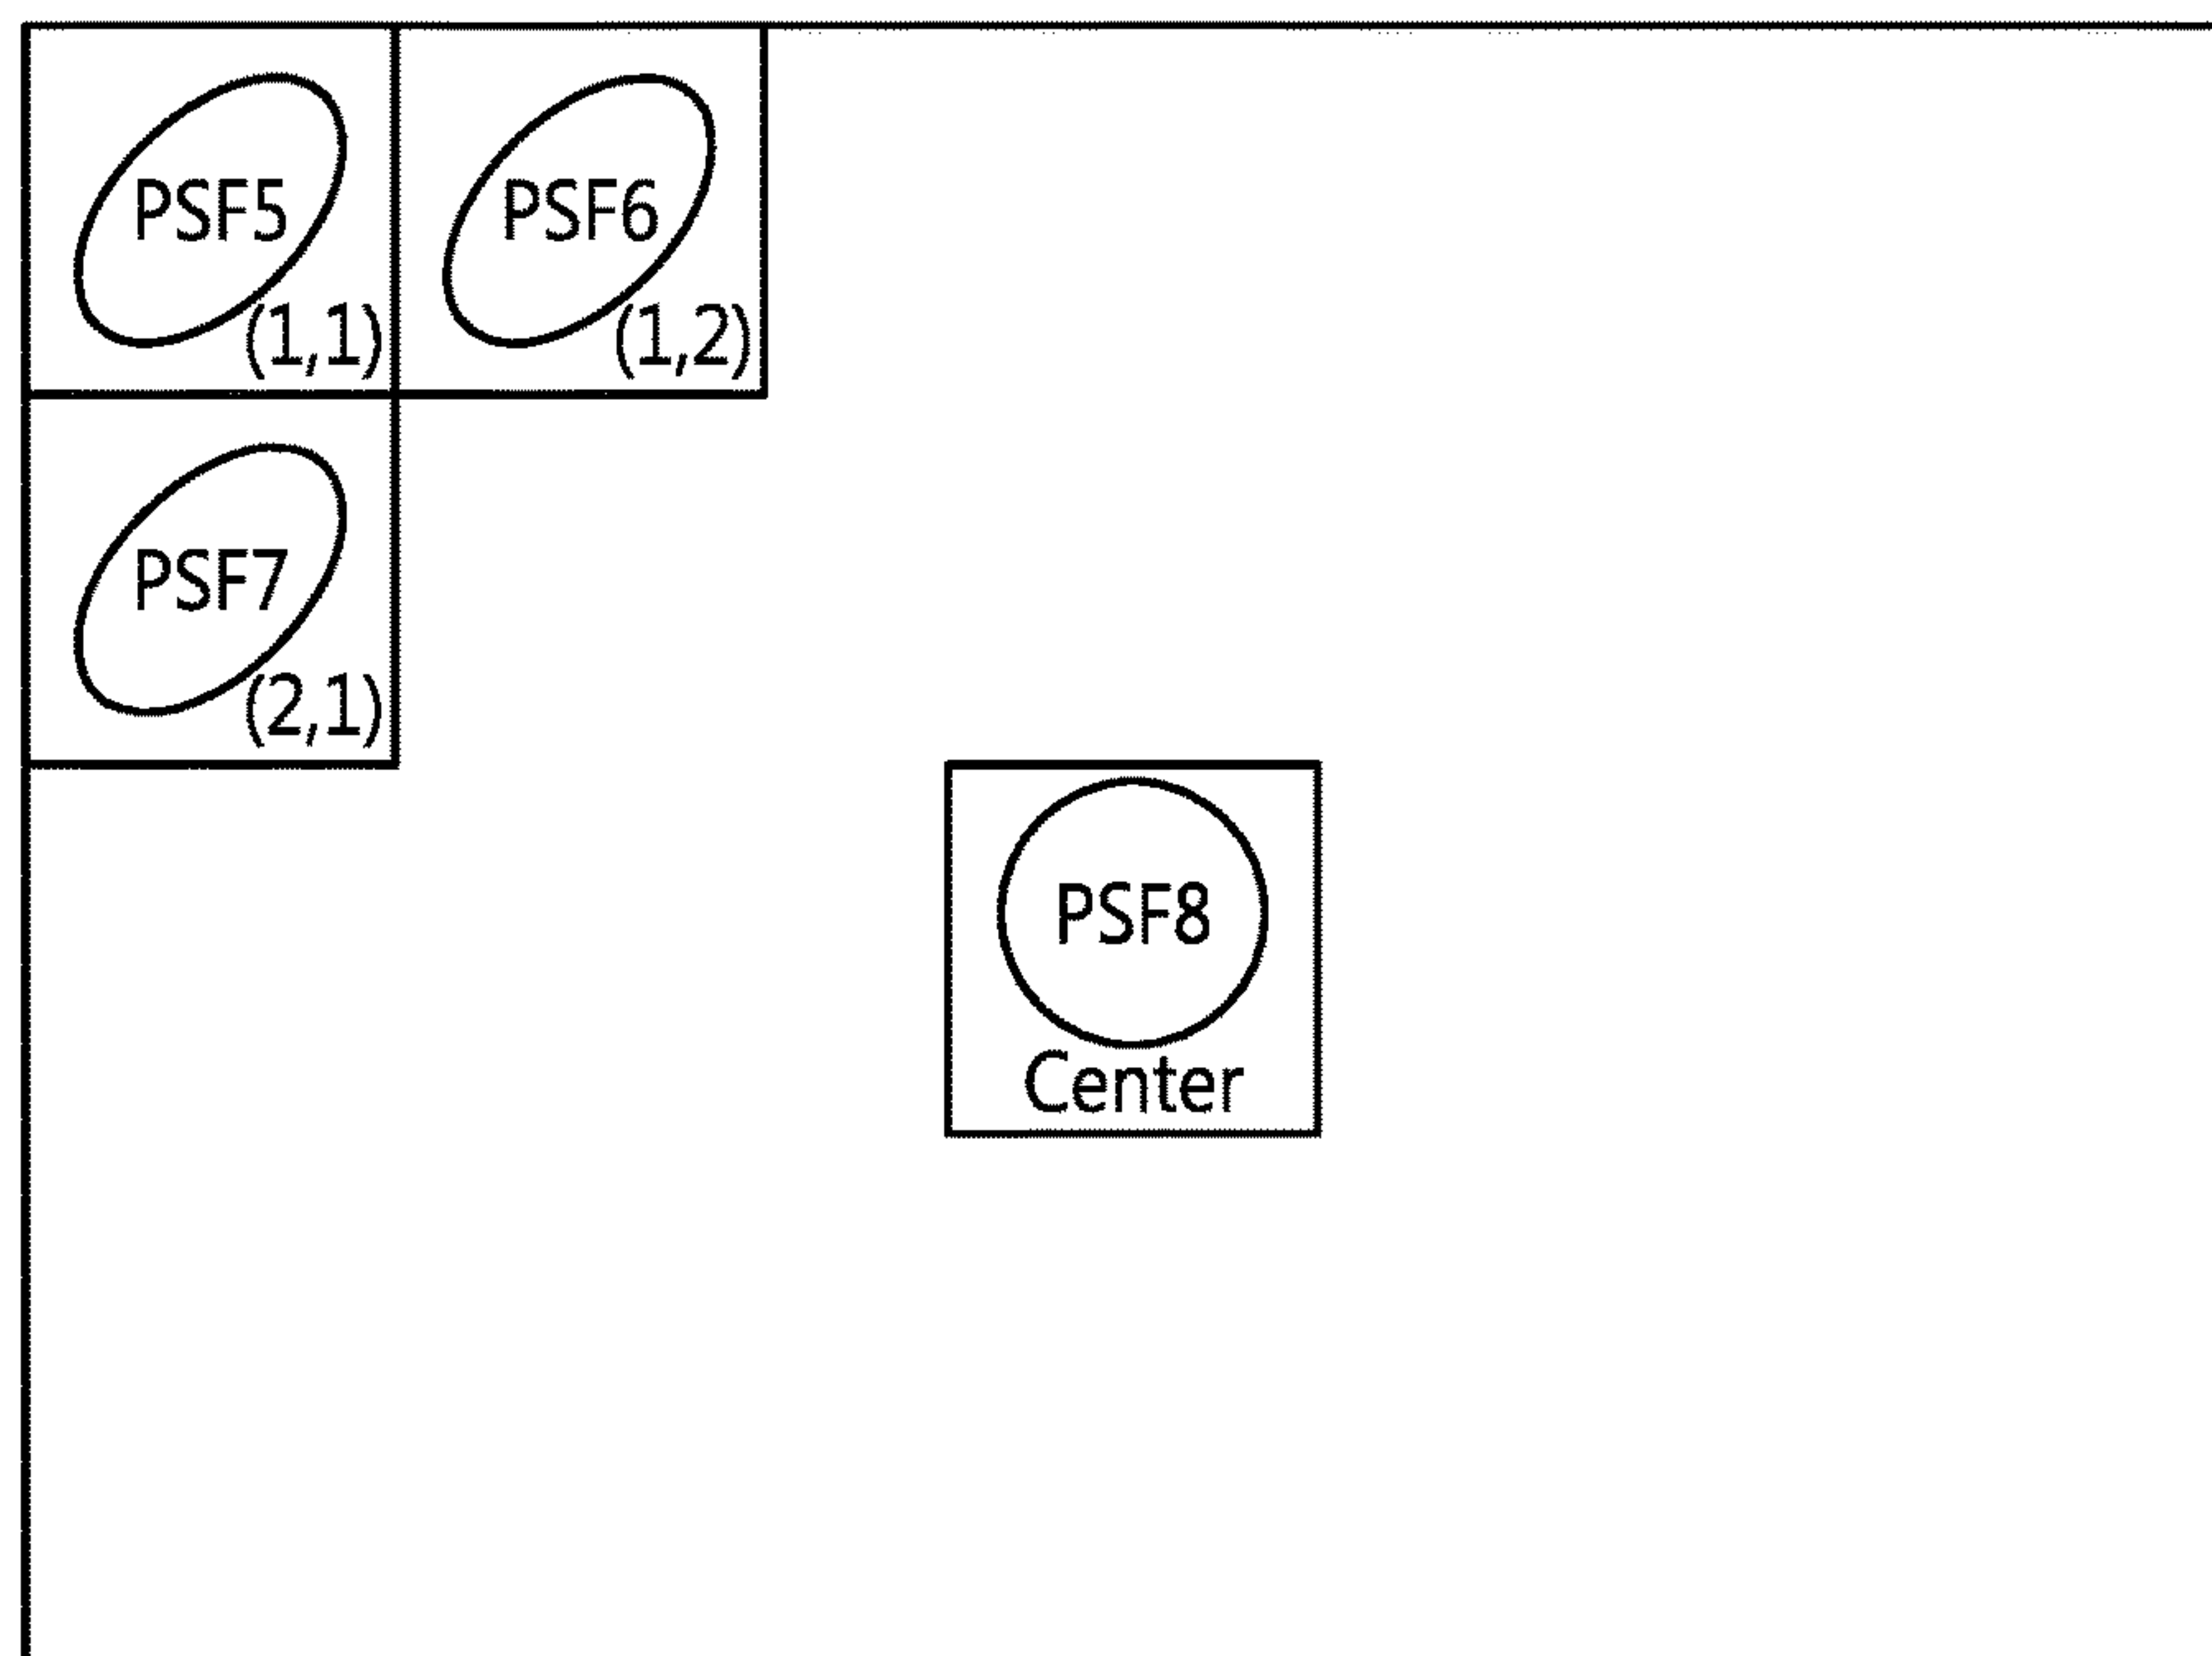 PSF5
(1,1)
PSF6
(1,2)
PSF7
(2,1)
PSF8
Center